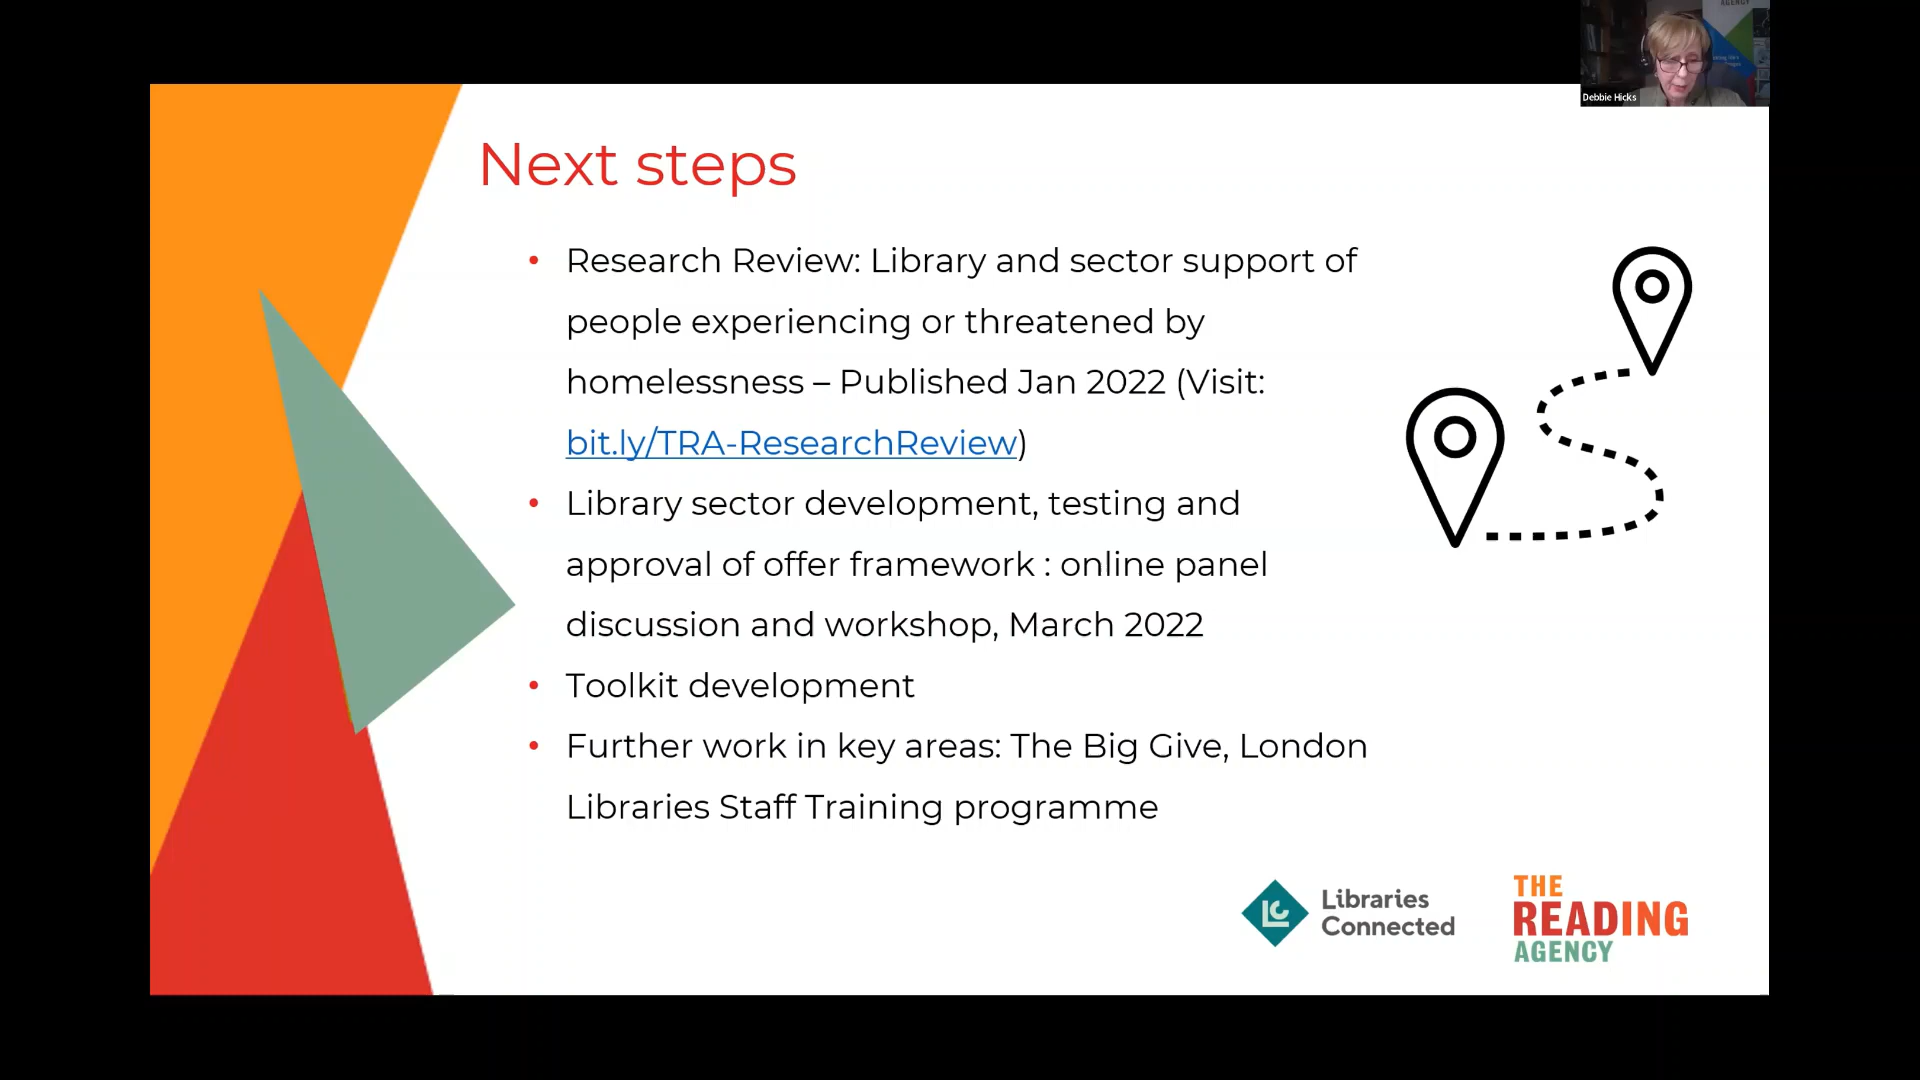 AGENCY
Debbie Hicks
Next steps
• Research Review: Library and sector support of
people experiencing or threatened by
homelessness – Published Jan 2022 (Visit:
bit.ly/TRA-ResearchReview)
• Library sector development, testing and
approval of offer framework : online panel
discussion and workshop, March 2022
• Toolkit development
• Further work in key areas: The Big Give, London
Libraries Staff Training programme
LC
Libraries
Connected
THE
READING
AGENCY